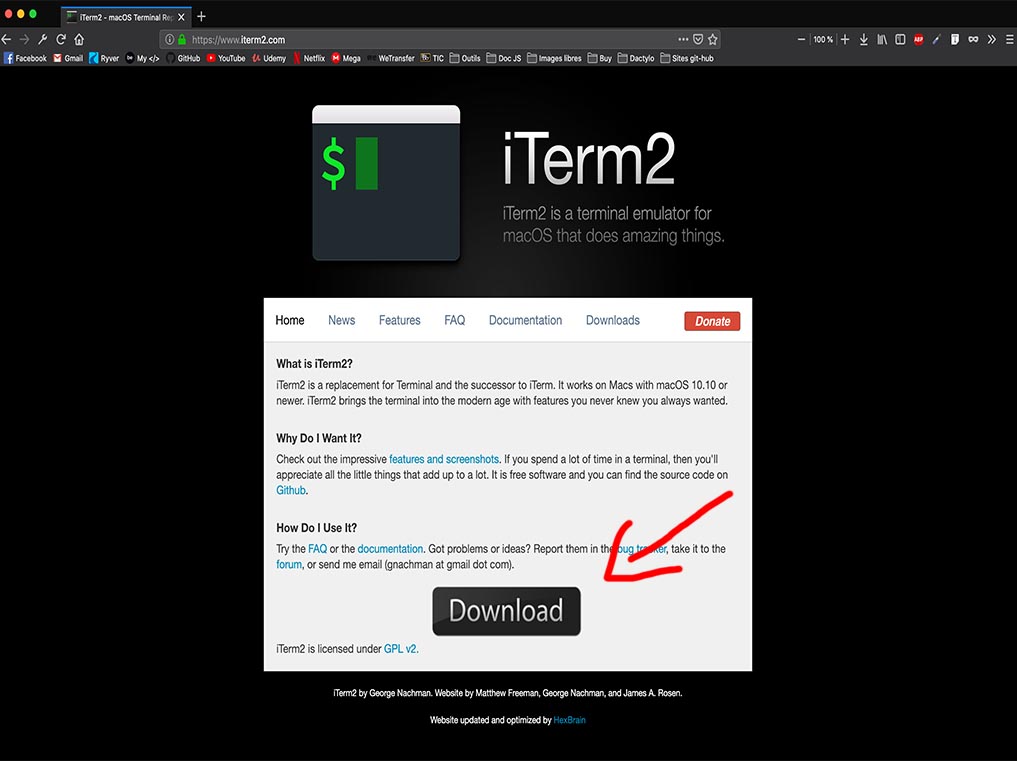 iTerm2 - macOS Terminal Rep
https://www.iterm2.com
100 %
ABP
Facebook Gmail Ryver My </> GitHub YouTube Udemy Netflix Mega WeTransfer TIC Outils Doc JS Images libres Buy Dactylo Sites git-hub
$
iTerm2
iTerm2 is a terminal emulator for
macOS that does amazing things.
Home News Features FAQ Documentation Downloads Donate
What is iTerm2?
iTerm2 is a replacement for Terminal and the successor to iTerm. It works on Macs with macOS 10.10 or
newer. iTerm2 brings the terminal into the modern age with features you never knew you always wanted.
Why Do I Want It?
Check out the impressive features and screenshots. If you spend a lot of time in a terminal, then you'll
appreciate all the little things that add up to a lot. It is free software and you can find the source code on
Github.
How Do I Use It?
Try the FAQ or the documentation. Got problems or ideas? Report them in the bug tracker, take it to the
forum, or send me email (gnachman at gmail dot com).
Download
iTerm2 is licensed under GPL v2.
iTerm2 by George Nachman. Website by Matthew Freeman, George Nachman, and James A. Rosen.
Website updated and optimized by HexBrain